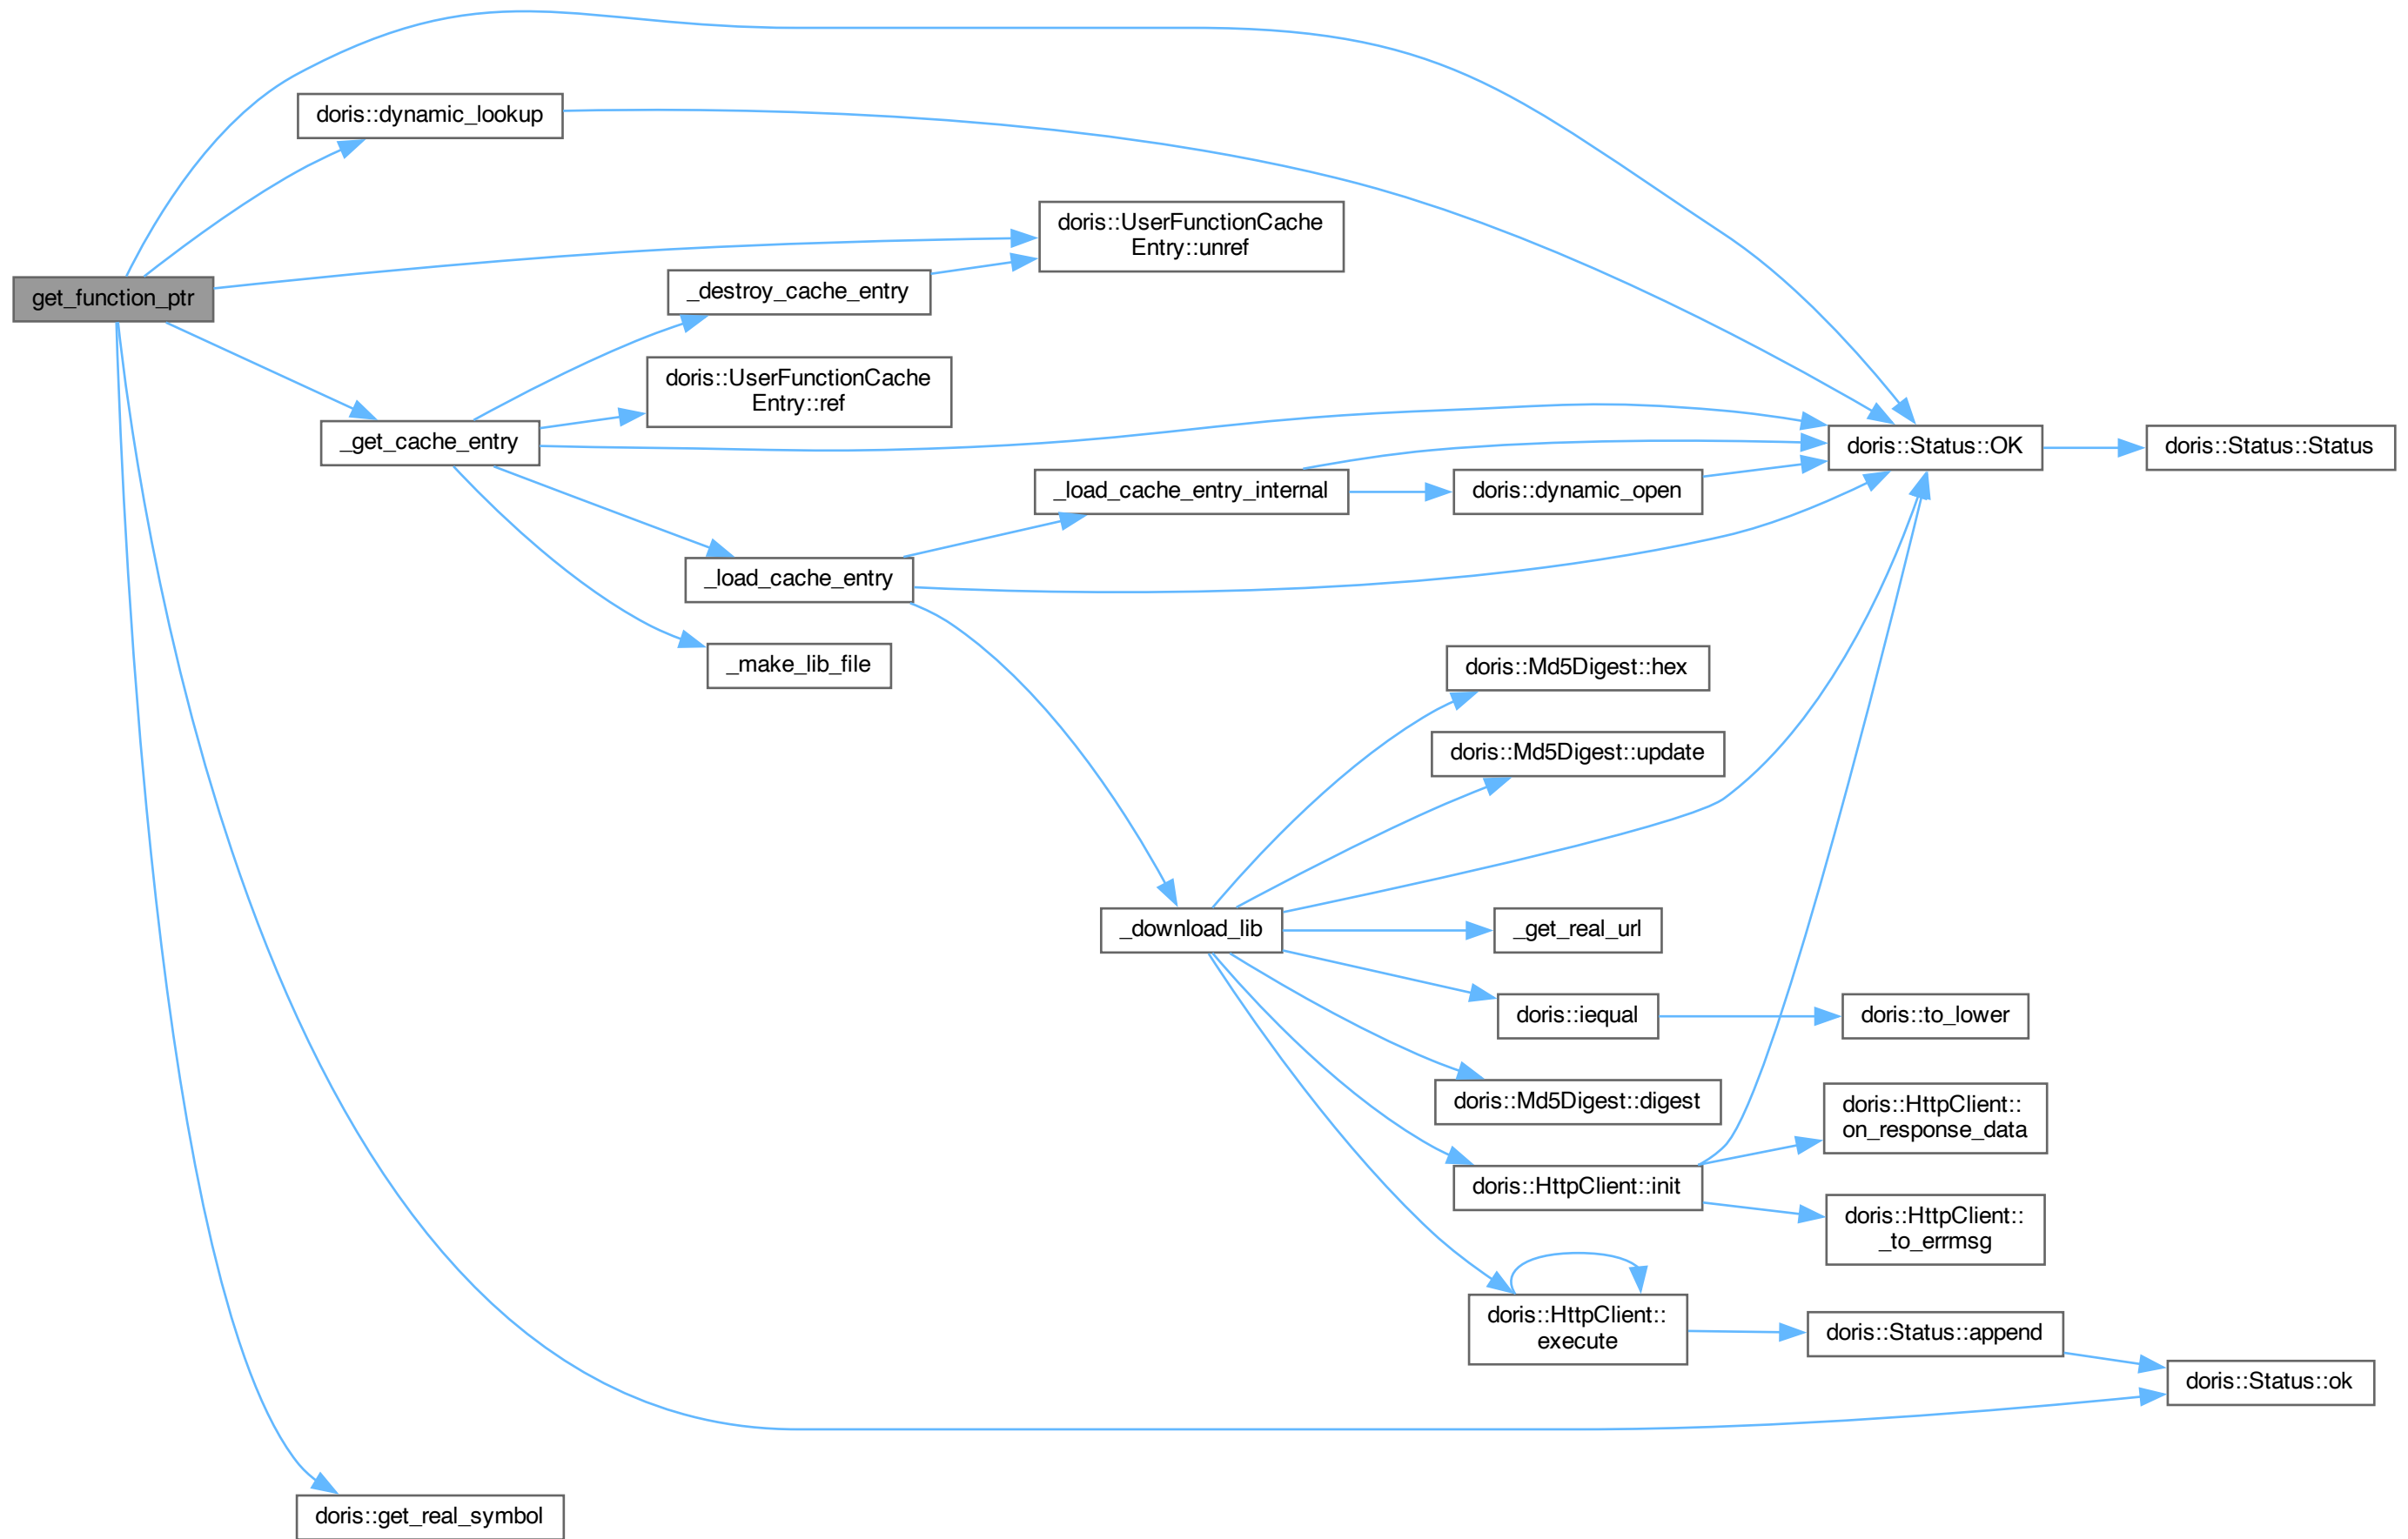 doris::dynamic_lookup
doris::UserFunctionCache
Entry::unref
get_function_ptr
_destroy_cache_entry
doris::UserFunctionCache
Entry::ref
_get_cache_entry
doris::Status::OK
doris::Status::Status
_load_cache_entry_internal
doris::dynamic_open
_load_cache_entry
_make_lib_file
doris::Md5Digest::hex
doris::Md5Digest::update
_download_lib
_get_real_url
doris::iequal
doris::to_lower
doris::Md5Digest::digest
doris::HttpClient::
on_response_data
doris::HttpClient::init
doris::HttpClient::
_to_errmsg
doris::HttpClient::
execute
doris::Status::append
doris::Status::ok
doris::get_real_symbol